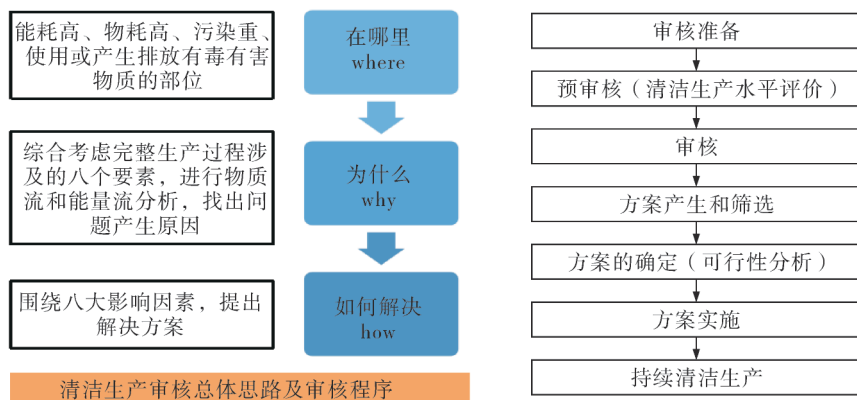 能耗高、物耗高、污染重、
使用或产生排放有毒有害
物质的部位
在哪里
where
综合考虑完整生产过程涉
及的八个要素，进行物质
流和能量流分析，找出问
题产生原因
为什么
why
围绕八大影响因素，提出
解决方案
如何解决
how
清洁生产审核总体思路及审核程序
审核准备
预审核（清洁生产水平评价）
审核
方案产生和筛选
方案的确定（可行性分析）
方案实施
持续清洁生产